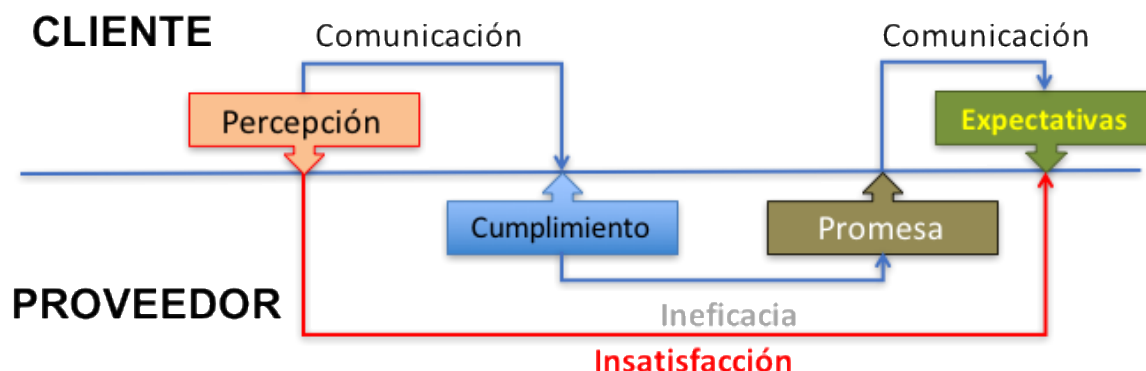 CLIENTE
Comunicación
Comunicación
Percepción
Expectativas
Cumplimiento
Promesa
PROVEEDOR
Ineficacia
Insatisfacción